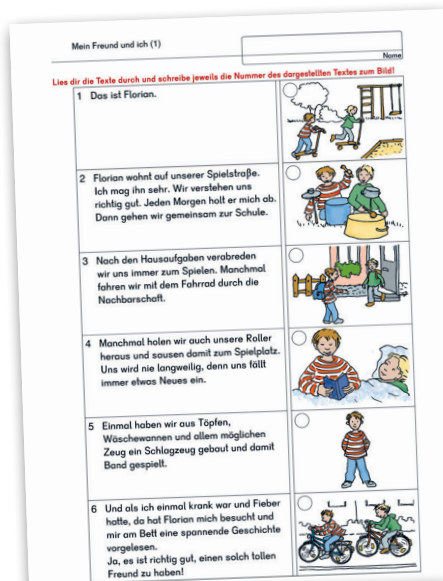 Mein Freund und ich (1)
Name
Lies dir die Texte durch und schreibe jeweils die Nummer des dargestellten Textes zum Bild!
1 Das ist Florian.
2 Florian wohnt auf unserer Spielstraße.
Ich mag ihn sehr. Wir verstehen uns
richtig gut. Jeden Morgen holt er mich ab.
Dann gehen wir gemeinsam zur Schule.
3 Nach den Hausaufgaben verabreden
wir uns immer zum Spielen. Manchmal
fahren wir mit dem Fahrrad durch die
Nachbarschaft.
4 Manchmal holen wir auch unsere Roller
heraus und sausen damit zum Spielplatz.
Uns wird nie langweilig, denn uns fällt
immer etwas Neues ein.
5 Einmal haben wir aus Töpfen,
Wäschewannen und allem möglichen
Zeug ein Schlagzeug gebaut und damit
Band gespielt.
6 Und als ich einmal krank war und Fieber
hatte, da hat Florian mich besucht und
mir am Bett eine spannende Geschichte
vorgelesen.
Ja, es ist richtig gut, einen solch tollen
Freund zu haben!